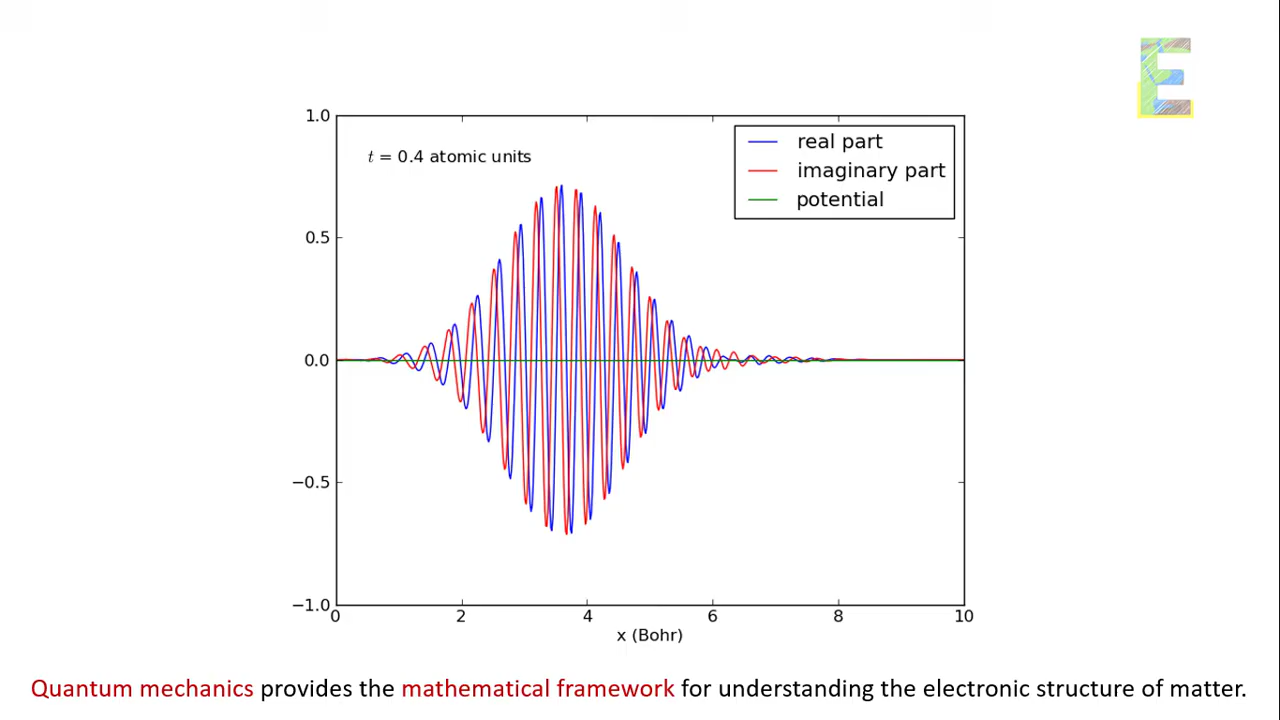 E
1.0
t = 0.4 atomic units
real part
imaginary part
potential
0.5
0.0
−0.5
−1.0
0 2 4 6 8 10
x (Bohr)
Quantum mechanics provides the mathematical framework for understanding the electronic structure of matter.